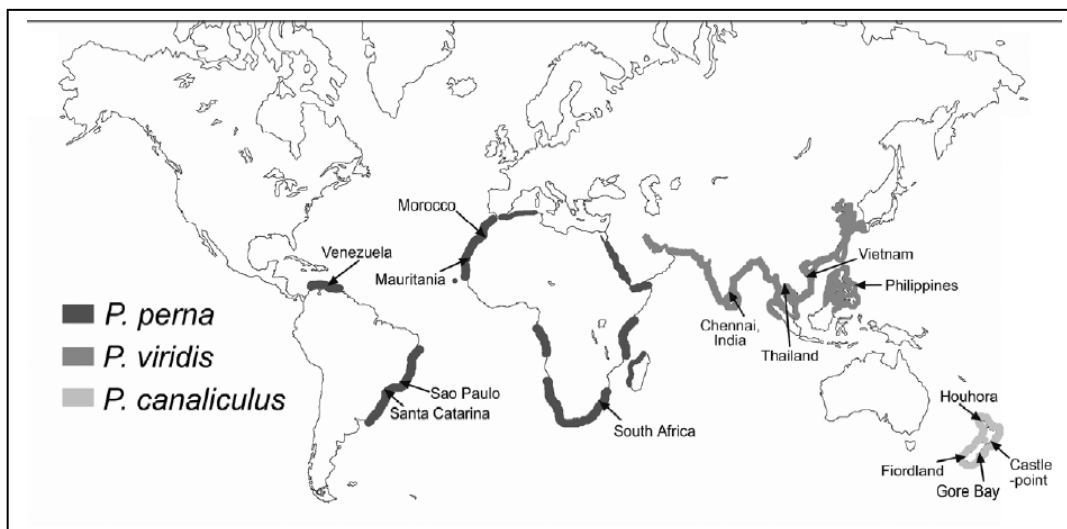 Morocco
Venezuela
Mauritania
Vietnam
Philippines
P. perna
P. viridis
P. canaliculus
Chennai,
India
Thailand
Sao Paulo
Santa Catarina
South Africa
Houhora
Fiordland
Gore Bay
Castle
-point